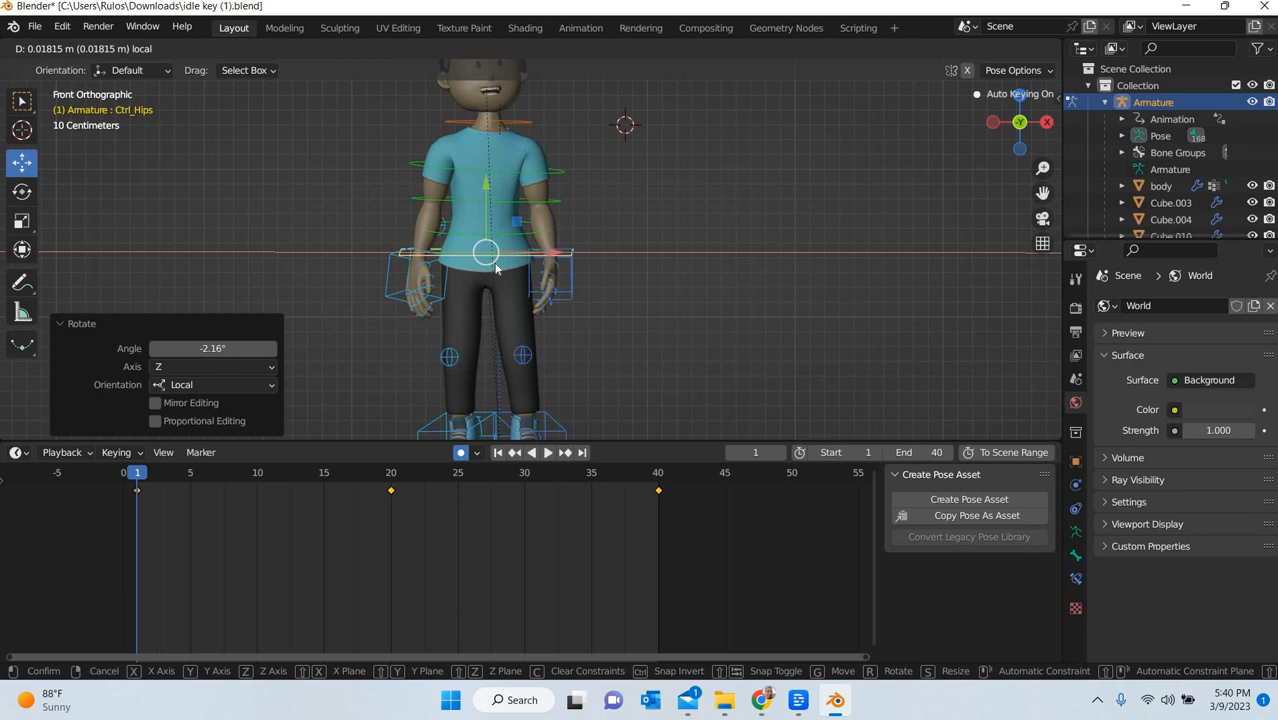 Blender* [C:\Users\Rulos\Downloads\idle key (1).blend]
File Edit Render Window Help Layout Modeling Sculpting UV Editing Texture Paint Shading Animation Rendering Compositing Geometry Nodes Scripting + Scene ViewLayer
D: 0.01815 m (0.01815 m) local
Orientation: Default Drag: Select Box X Pose Options
Front Orthographic
(1) Armature : Ctrl_Hips
10 Centimeters
Auto Keying On
X
-Y
Rotate
Angle -2.16°
Axis Z
Orientation Local
Mirror Editing
Proportional Editing
Scene Collection
Collection
Armature
Animation
Pose 168
Bone Groups
Armature
body
Cube.003
Cube.004
Cube.010
Scene World
World
Preview
Surface
Surface Background
Color
Strength 1.000
Volume
Ray Visibility
Settings
Viewport Display
Custom Properties
Playback Keying View Marker 1 Start 1 End 40 To Scene Range
-5 0 1 5 10 15 20 25 30 35 40 45 50 55
Create Pose Asset
Create Pose Asset
Copy Pose As Asset
Convert Legacy Pose Library
Confirm Cancel X X Axis Y Y Axis Z Z Axis X X Plane Y Y Plane Z Z Plane C Clear Constraints Ctrl Snap Invert Snap Toggle G Move R Rotate S Resize Automatic Constraint Automatic Constraint Plane
88°F
Sunny
Search
1
5:40 PM
3/9/2023
1